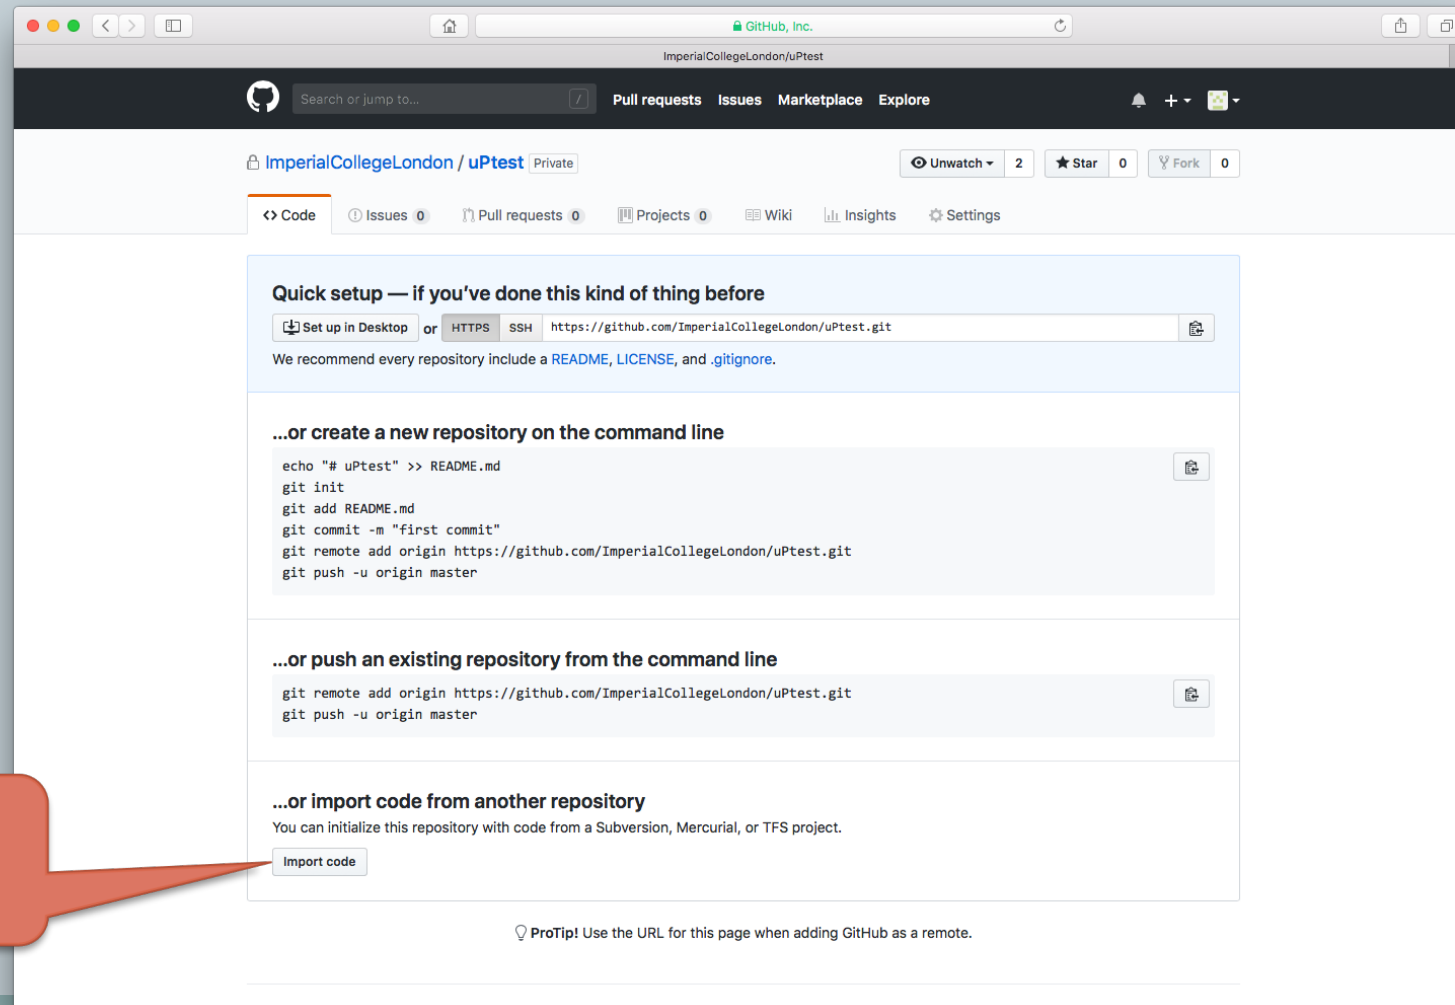 GitHub, Inc.
ImperialCollegeLondon/uPtest
Search or jump to... / Pull requests Issues Marketplace Explore
ImperialCollegeLondon / uPtest Private Unwatch 2 Star 0 Fork 0
<> Code Issues 0 Pull requests 0 Projects 0 Wiki Insights Settings
Quick setup — if you've done this kind of thing before
Set up in Desktop or HTTPS SSH https://github.com/ImperialCollegeLondon/uPtest.git
We recommend every repository include a README, LICENSE, and .gitignore.
...or create a new repository on the command line
echo "# uPtest" >> README.md
git init
git add README.md
git commit -m "first commit"
git remote add origin https://github.com/ImperialCollegeLondon/uPtest.git
git push -u origin master
...or push an existing repository from the command line
git remote add origin https://github.com/ImperialCollegeLondon/uPtest.git
git push -u origin master
...or import code from another repository
You can initialize this repository with code from a Subversion, Mercurial, or TFS project.
Import code
ProTip! Use the URL for this page when adding GitHub as a remote.